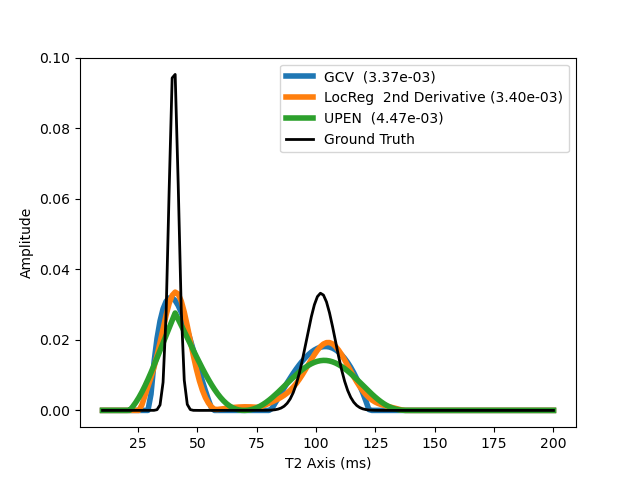 0.10
GCV  (3.37e-03)
LocReg  2nd Derivative (3.40e-03)
UPEN  (4.47e-03)
Ground Truth
0.08
0.06
0.04
0.02
0.00
Amplitude
25 50 75 100 125 150 175 200
T2 Axis (ms)